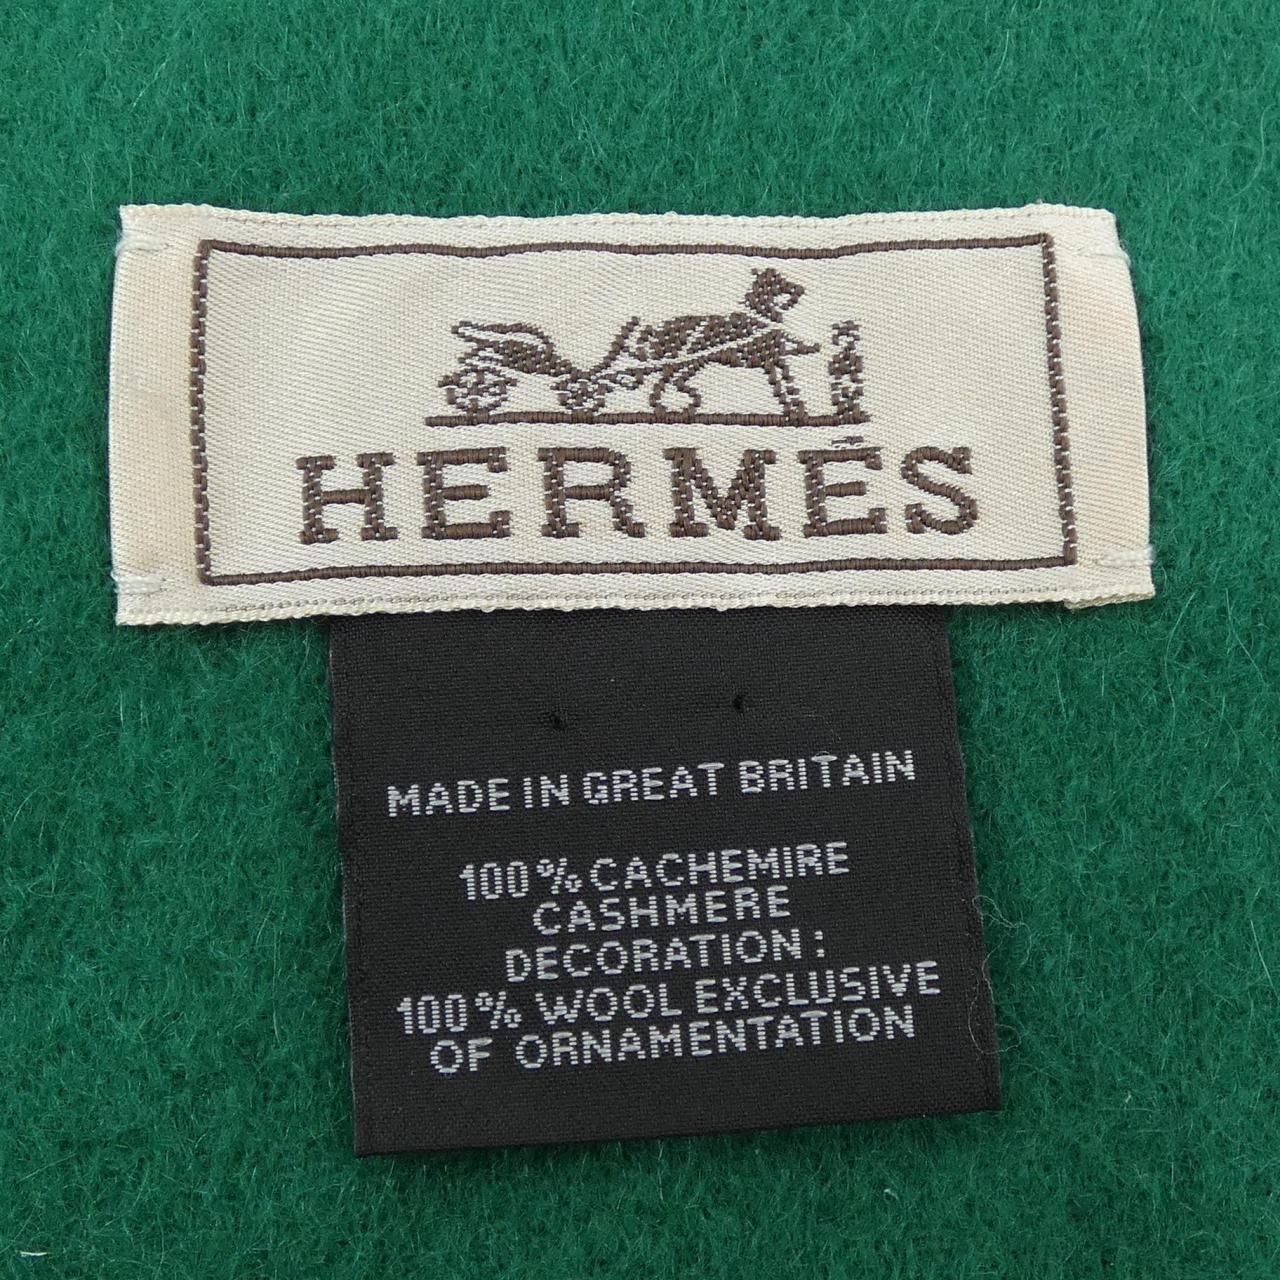 HERMÈS
MADE IN GREAT BRITAIN
100% CACHEMIRE
CASHMERE
DECORATION :
100% WOOL EXCLUSIVE
OF ORNAMENTATION